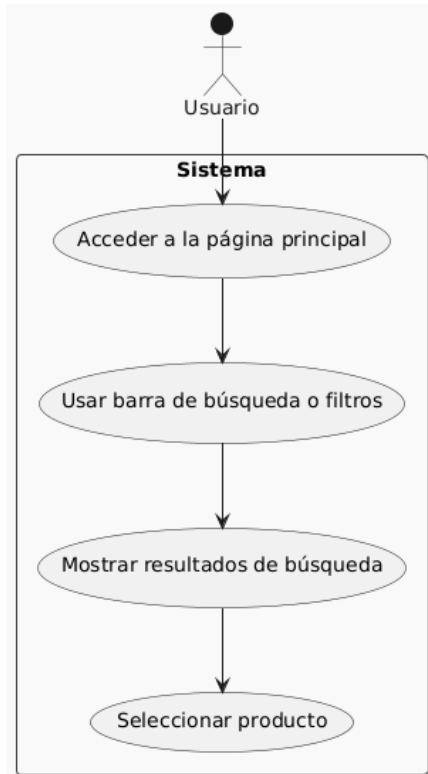 Usuario
Sistema
Acceder a la página principal
Usar barra de búsqueda o filtros
Mostrar resultados de búsqueda
Seleccionar producto